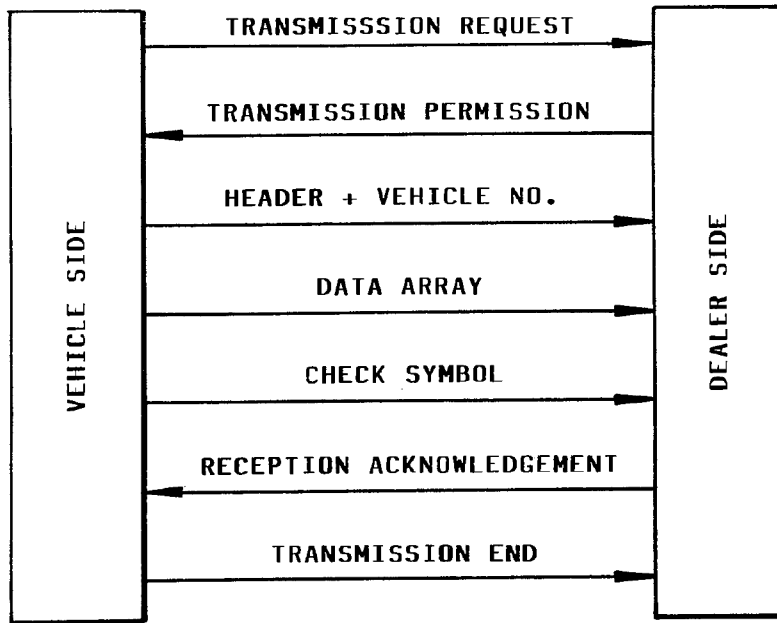 TRANSMISSSION REQUEST
TRANSMISSION PERMISSION
HEADER + VEHICLE NO.
DATA ARRAY
CHECK SYMBOL
RECEPTION ACKNOWLEDGEMENT
TRANSMISSION END
VEHICLE SIDE
DEALER SIDE